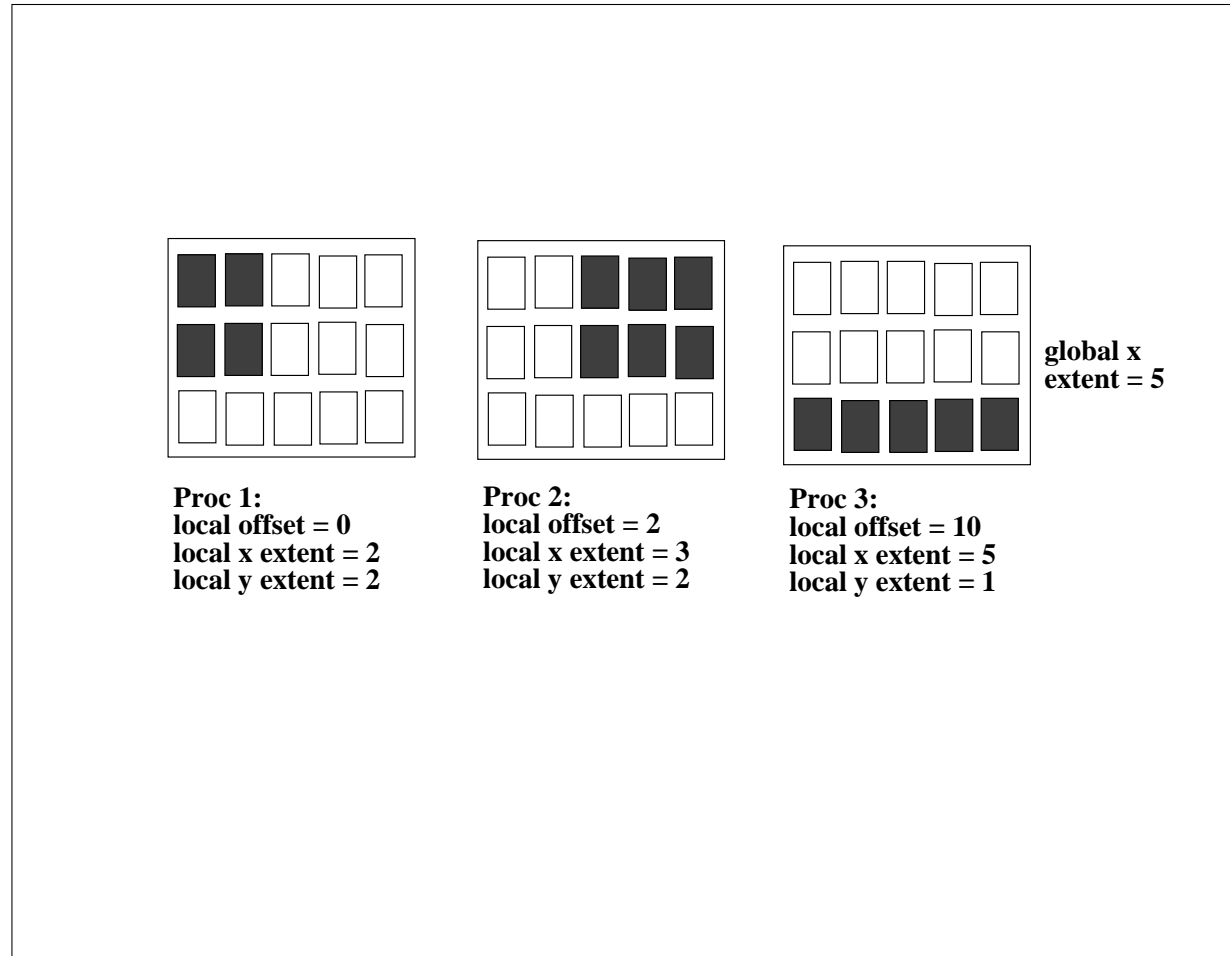 global x
extent = 5
Proc 1:
local offset = 0
local x extent = 2
local y extent = 2
Proc 2:
local offset = 2
local x extent = 3
local y extent = 2
Proc 3:
local offset = 10
local x extent = 5
local y extent = 1